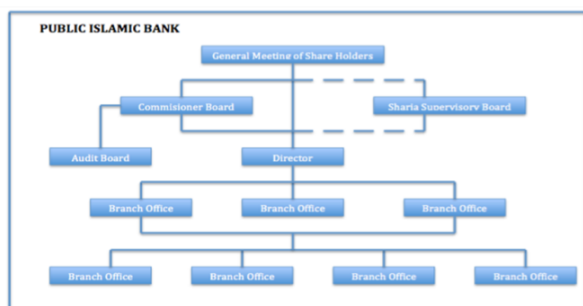 PUBLIC ISLAMIC BANK
General Meeting of Share Holders
Commisioner Board
Sharia Supervisory Board
Audit Board
Director
Branch Office
Branch Office
Branch Office
Branch Office
Branch Office
Branch Office
Branch Office